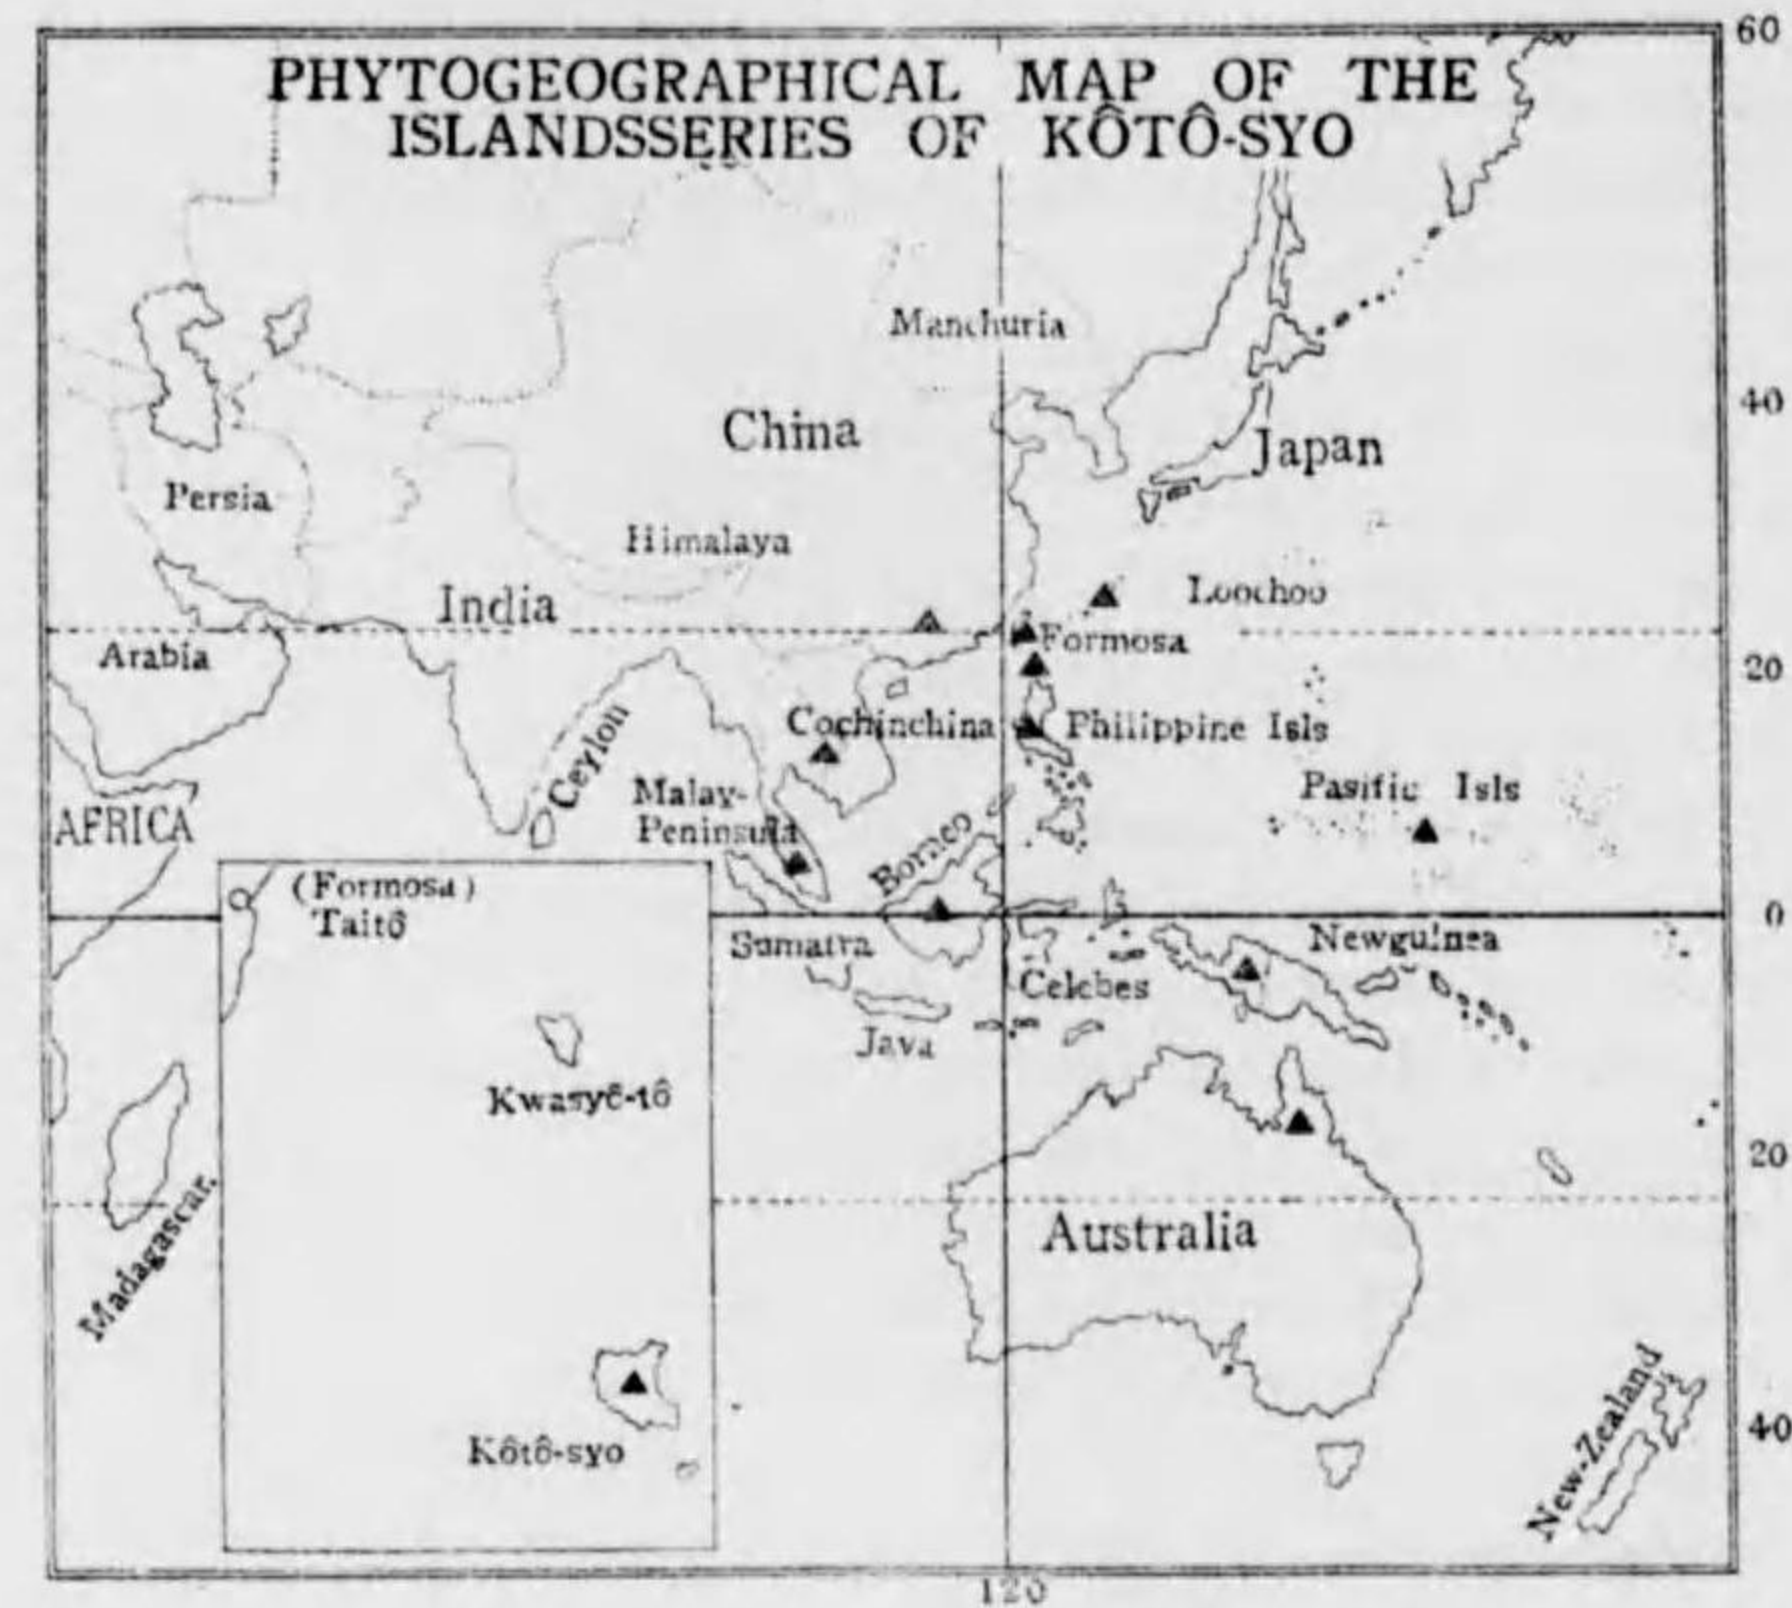 60
PHYTOGEOGRAPHICAL MAP OF THE
ISLANDSSERIES OF KÔTÔ-SYO
Manchuria
40
China
Japan
Persia
Himalaya
India
Loochoo
Arabia
Formosa
20
Ceylon
Cochinchina
Philippine Isls
Malay-
Peninsula
Pasific Isls
AFRICA
Borneo
(Formosa)
Taitô
0
Sumatra
Newguinea
Celebes
Java
Kwasyô-tô
20
Madagascar.
Australia
New-Zealand
40
Kôtô-syo
120